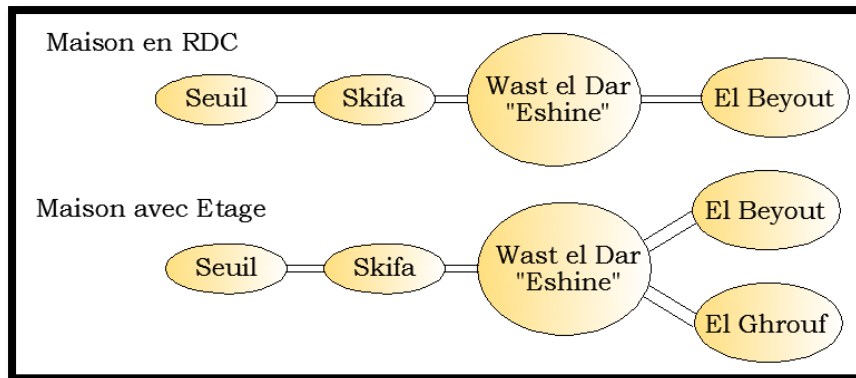 Maison en RDC
Seuil
Skifa
Wast el Dar
"Eshine"
El Beyout
Maison avec Etage
Seuil
Skifa
Wast el Dar
"Eshine"
El Beyout
El Ghrouf